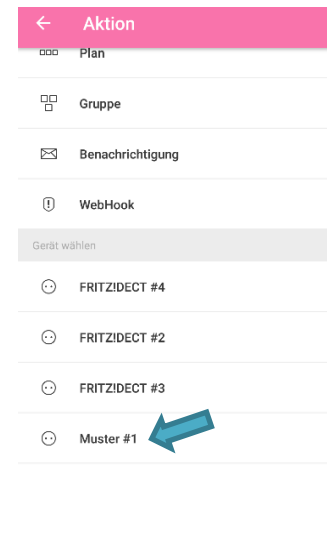 Aktion
Plan
Gruppe
Benachrichtigung
WebHook
Gerät wählen
FRITZ!DECT #4
FRITZ!DECT #2
FRITZ!DECT #3
Muster #1